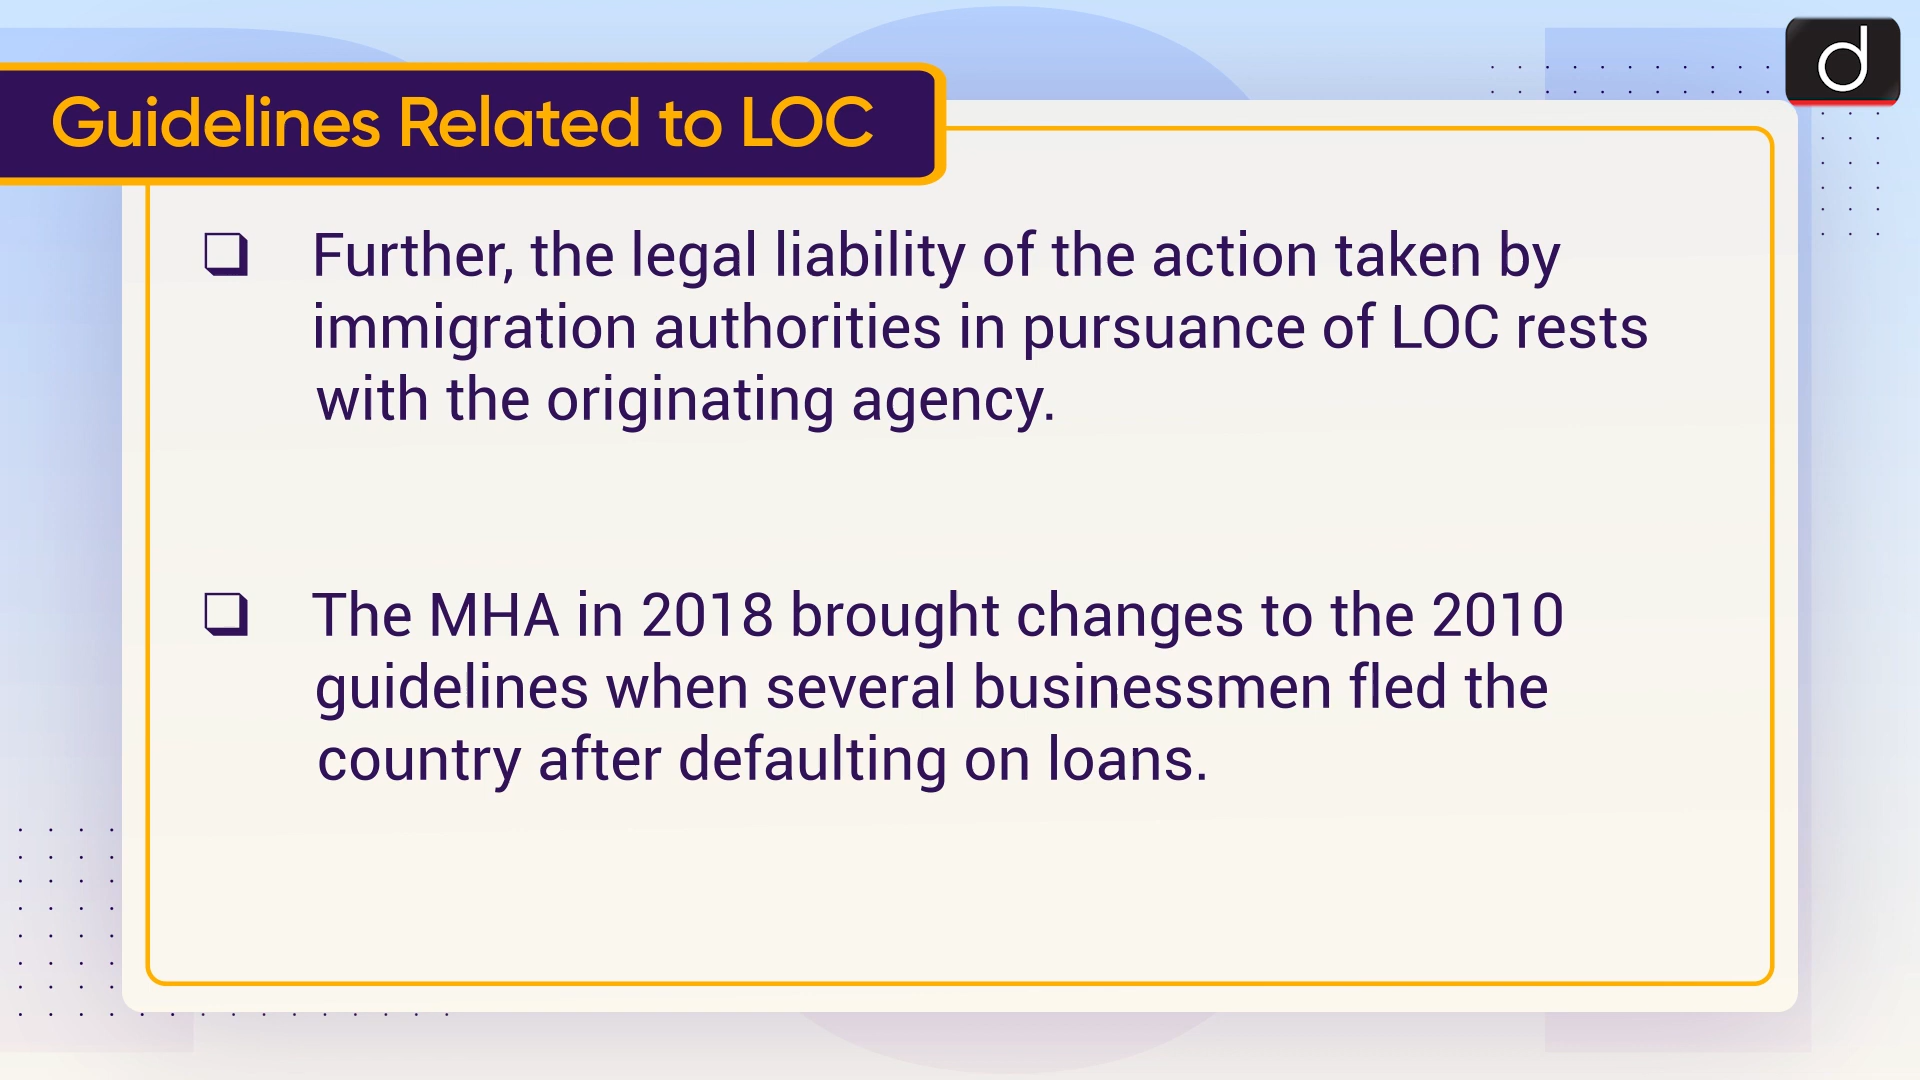 d
Guidelines Related to LOC
❑ Further, the legal liability of the action taken by
immigration authorities in pursuance of LOC rests
with the originating agency.
❑ The MHA in 2018 brought changes to the 2010
guidelines when several businessmen fled the
country after defaulting on loans.